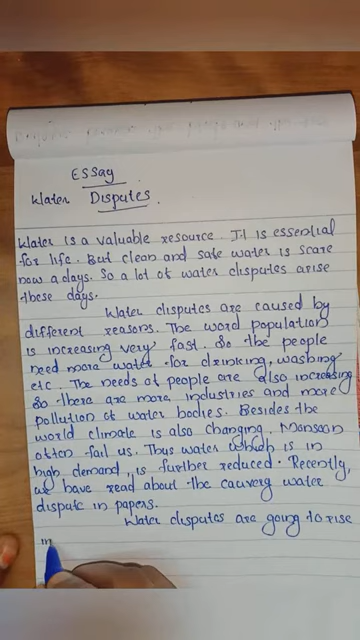 Essay
Water Disputes.
Water is a valuable resource. It is essential
for life. But clean and safe water is scare
now a days. So a lot of water disputes arise
these days.
Water disputes are caused by
different reasons. The word population
is increasing very fast. So the people
need more water for drinking, washing
etc. The needs of people are also increasing
So there are more industries and more
pollution of water bodies. Besides the
world climate is also changing. Monsoon
often fail us. Thus water which is in
high demand, is further reduced. Recently,
we have read about the cauvery water
dispute in papers.
Water disputes are going to rise